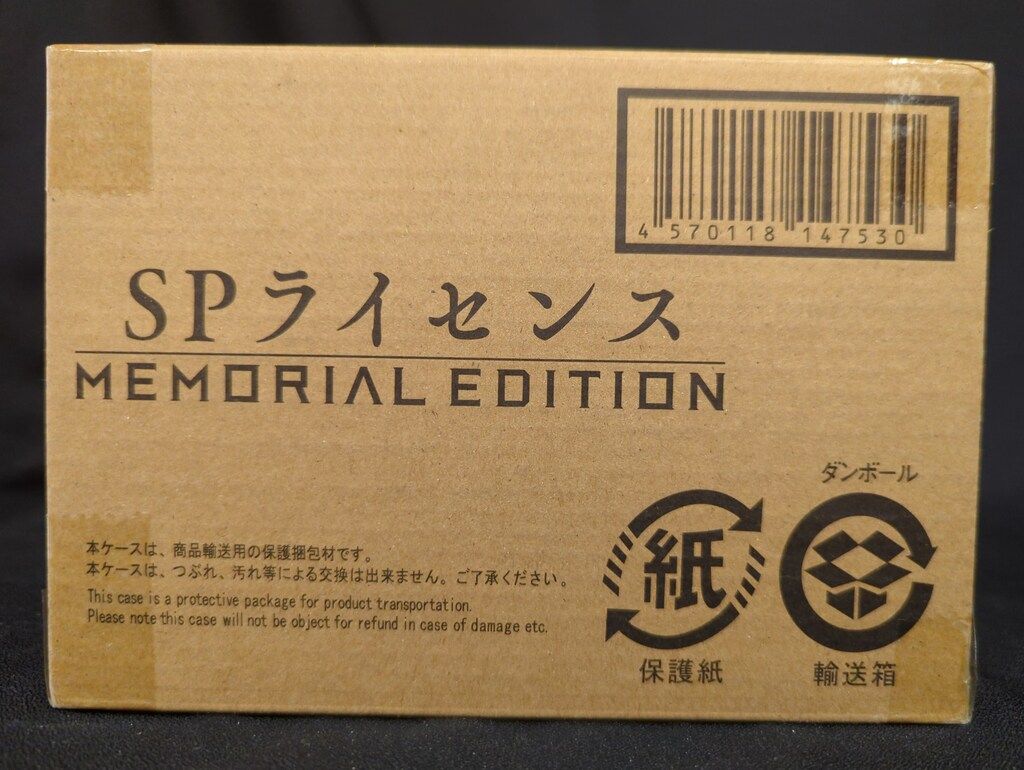 4 570118 147530
SPライセンス
MEMORIAL EDITION
ダンボール
紙
本ケースは、商品輸送用の保護梱包材です。
本ケースは、つぶれ、汚れ等による交換は出来ません。ご了承ください。
This case is a protective package for product transportation.
Please note this case will not be object for refund in case of damage etc.
保護紙
輸送箱